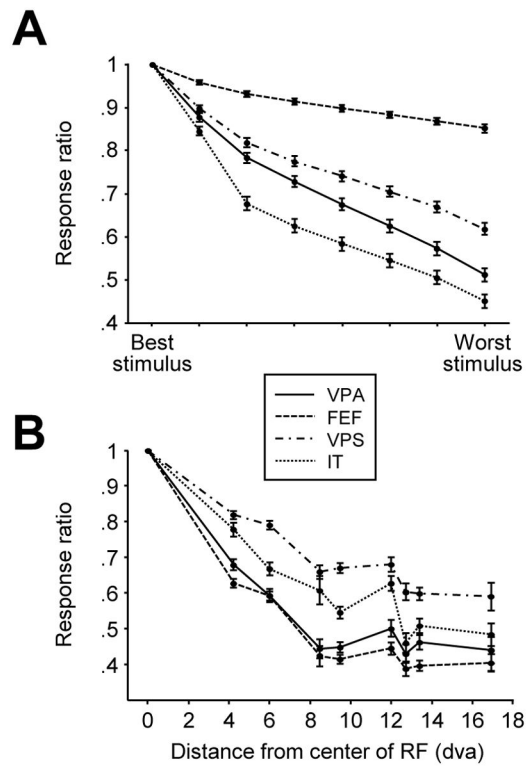 A
1
.9
.8
.7
.6
.5
.4
Response ratio
Best
stimulus
Worst
stimulus
VPA
FEF
VPS
IT
B
1
.9
.8
.7
.6
.5
.4
Response ratio
0 2 4 6 8 10 12 14 16 18
Distance from center of RF (dva)